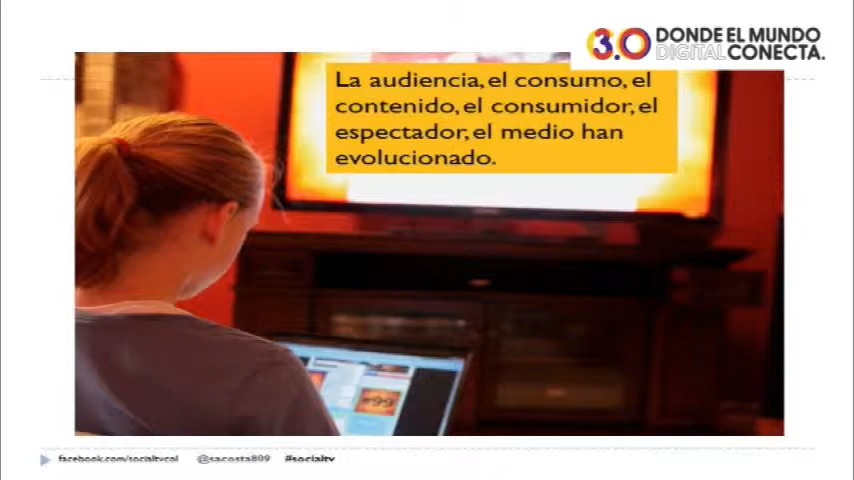 3.0 DONDE EL MUNDO
DIGITAL CONECTA.
La audiencia, el consumo, el
contenido, el consumidor, el
espectador, el medio han
evolucionado.
#99
facebook.com/socialtvcol @sacosta809 #socialtv